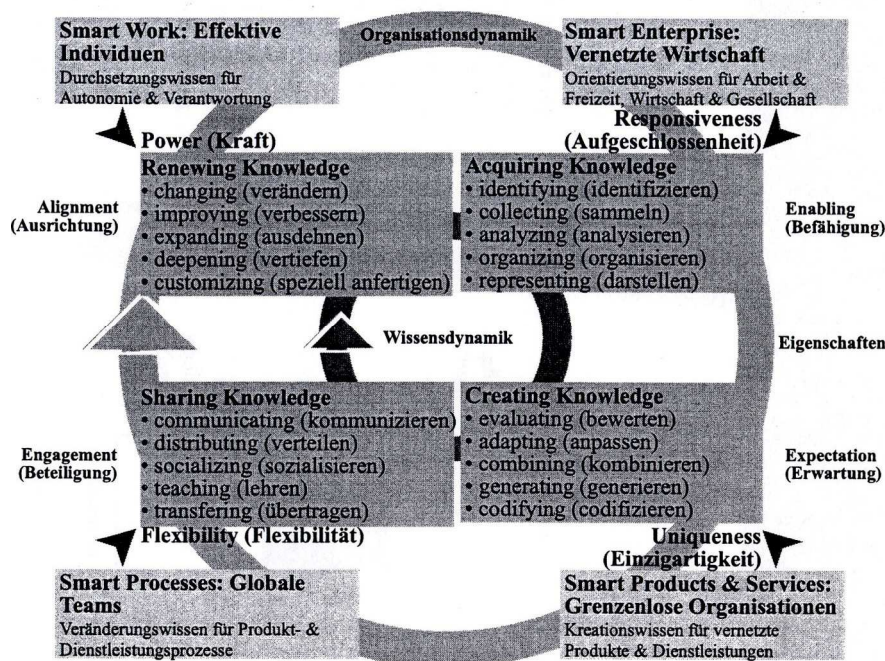 Smart Work: Effektive
Individuen
Durchsetzungswissen für
Autonomie & Verantwortung
Organisationsdynamik
Smart Enterprise:
Vernetzte Wirtschaft
Orientierungswissen für Arbeit &
Freizeit, Wirtschaft & Gesellschaft
Power (Kraft)
Responsiveness
(Aufgeschlossenheit)
Alignment
(Ausrichtung)
Renewing Knowledge
• changing (verändern)
• improving (verbessern)
• expanding (ausdehnen)
• deepening (vertiefen)
• customizing (speziell anfertigen)
Acquiring Knowledge
• identifying (identifizieren)
• collecting (sammeln)
• analyzing (analysieren)
• organizing (organisieren)
• representing (darstellen)
Enabling
(Befähigung)
Wissensdynamik
Eigenschaften
Engagement
(Beteiligung)
Sharing Knowledge
• communicating (kommunizieren)
• distributing (verteilen)
• socializing (sozialisieren)
• teaching (lehren)
• transfering (übertragen)
Creating Knowledge
• evaluating (bewerten)
• adapting (anpassen)
• combining (kombinieren)
• generating (generieren)
• codifying (codifizieren)
Expectation
(Erwartung)
Flexibility (Flexibilität)
Uniqueness
(Einzigartigkeit)
Smart Processes: Globale
Teams
Veränderungswissen für Produkt- &
Dienstleistungsprozesse
Smart Products & Services:
Grenzenlose Organisationen
Kreationswissen für vernetzte
Produkte & Dienstleistungen